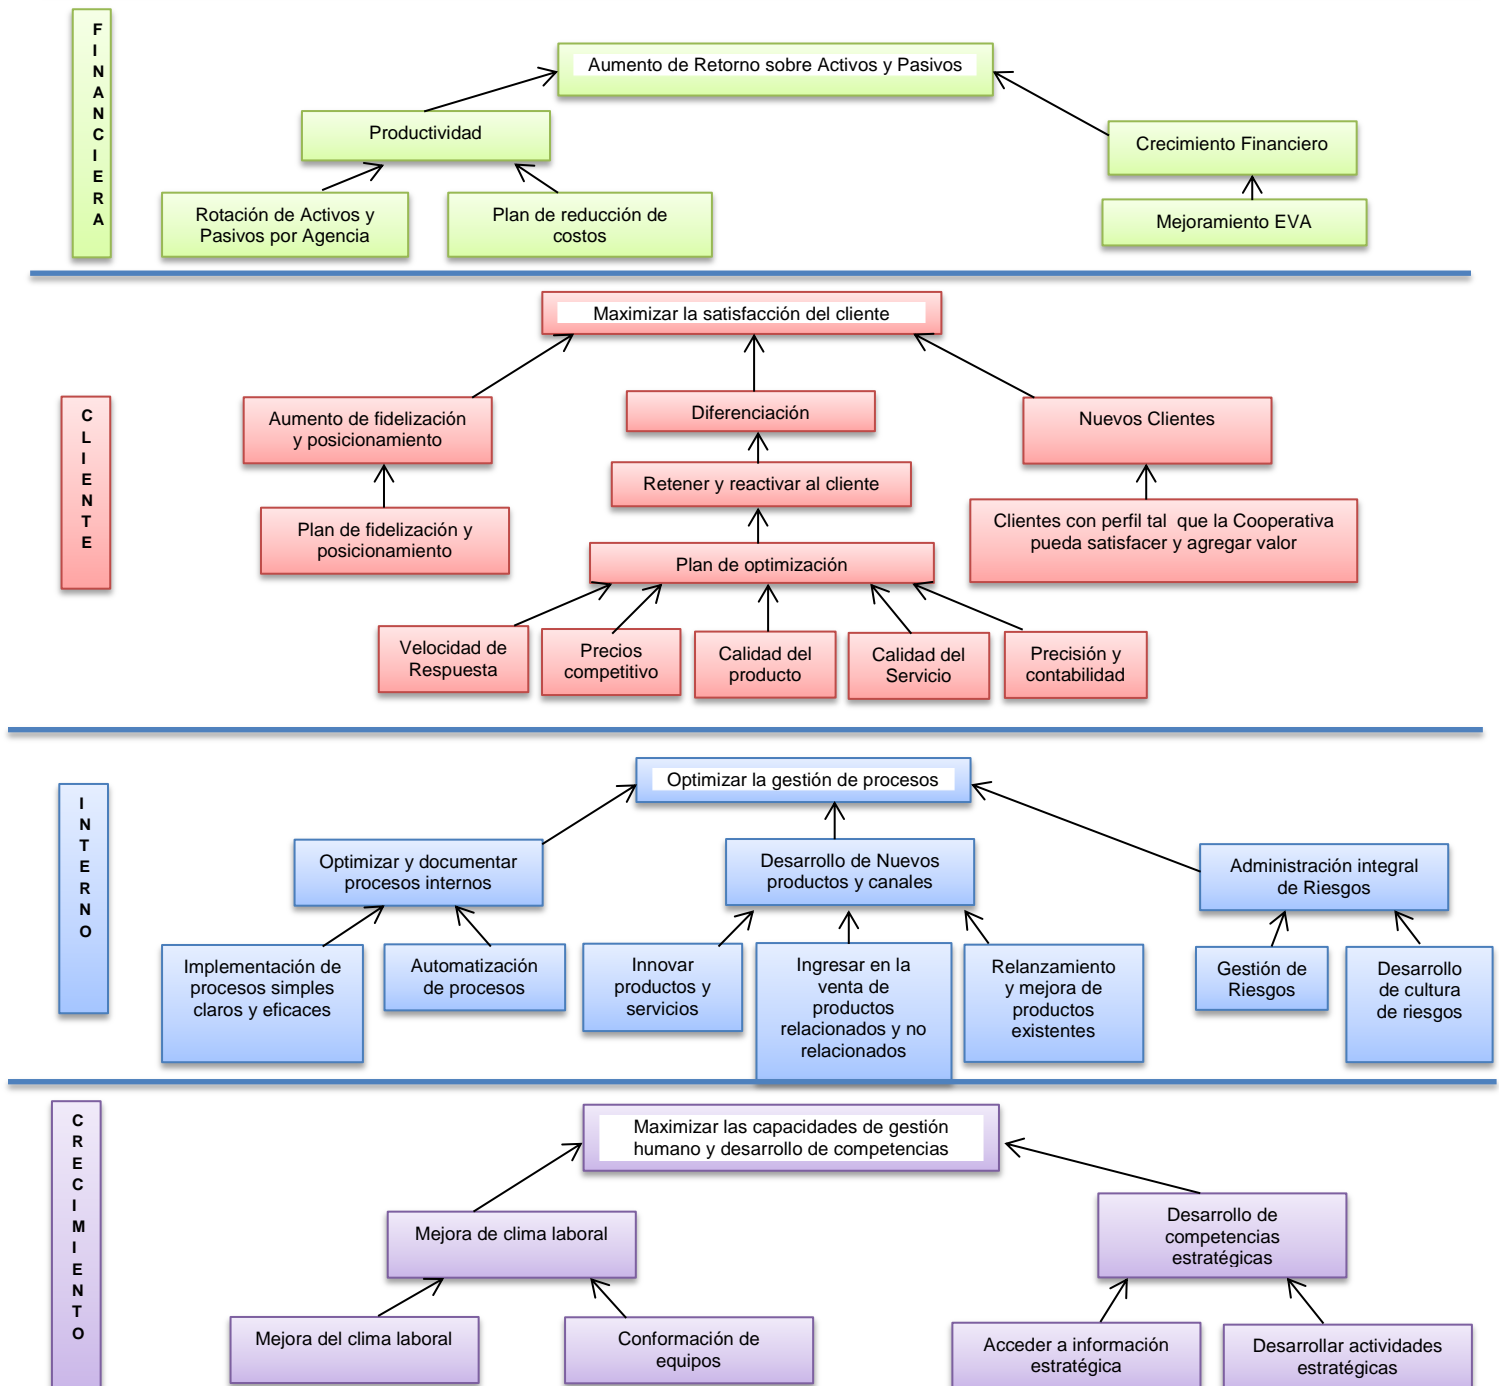 FINANCIERA
Aumento de Retorno sobre Activos y Pasivos
Productividad
Crecimiento Financiero
Rotación de Activos y
Pasivos por Agencia
Plan de reducción de
costos
Mejoramiento EVA
CLIENTE
Maximizar la satisfacción del cliente
Aumento de fidelización
y posicionamiento
Diferenciación
Nuevos Clientes
Retener y reactivar al cliente
Plan de fidelización y
posicionamiento
Clientes con perfil tal que la Cooperativa
pueda satisfacer y agregar valor
Plan de optimización
Velocidad de
Respuesta
Precios
competitivo
Calidad del
producto
Calidad del
Servicio
Precisión y
contabilidad
INTERNO
Optimizar la gestión de procesos
Optimizar y documentar
procesos internos
Desarrollo de Nuevos
productos y canales
Administración integral
de Riesgos
Implementación de
procesos simples
claros y eficaces
Automatización
de procesos
Innovar
productos y
servicios
Ingresar en la
venta de
productos
relacionados y no
relacionados
Relanzamiento
y mejora de
productos
existentes
Gestión de
Riesgos
Desarrollo
de cultura
de riesgos
CRECIMIENTO
Maximizar las capacidades de gestión
humano y desarrollo de competencias
Mejora de clima laboral
Desarrollo de
competencias
estratégicas
Mejora del clima laboral
Conformación de
equipos
Acceder a información
estratégica
Desarrollar actividades
estratégicas